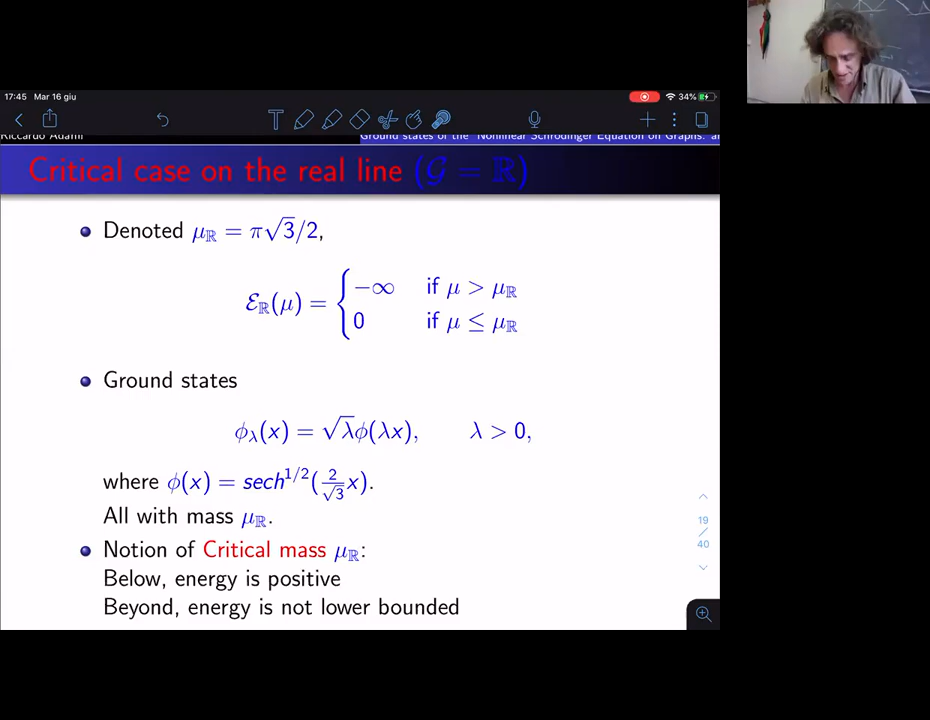 17:45 Mar 16 giu
34%
Riccardo Adami
Ground states of the Nonlinear Schrödinger Equation on Graphs: a
Critical case on the real line (𝒢 = ℝ)
Denoted μ_ℝ = π√3/2,
ℰ_ℝ(μ) = { −∞ if μ > μ_ℝ
0 if μ ≤ μ_ℝ
Ground states
ϕ_λ(x) = √λϕ(λx), λ > 0,
where ϕ(x) = sech^{1/2}(2/√3 x).
All with mass μ_ℝ.
Notion of Critical mass μ_ℝ:
Below, energy is positive
Beyond, energy is not lower bounded
19
/
40